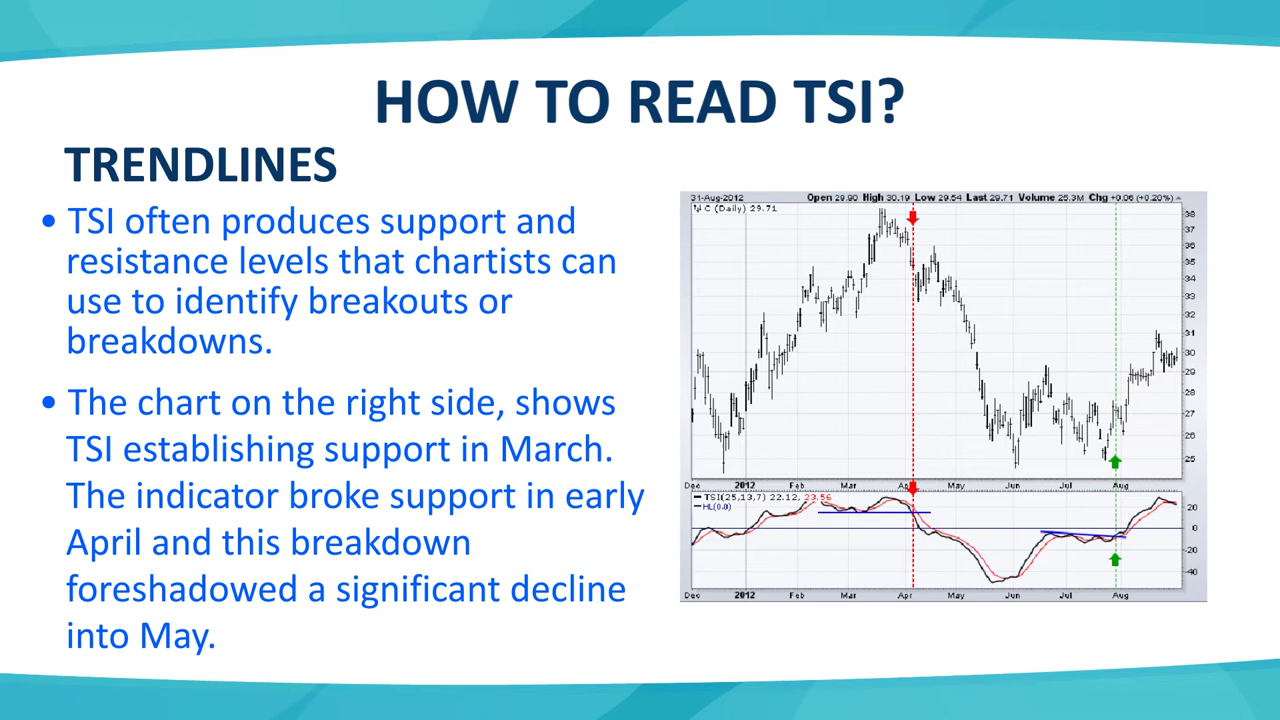 HOW TO READ TSI?
TRENDLINES
• TSI often produces support and
resistance levels that chartists can
use to identify breakouts or
breakdowns.
• The chart on the right side, shows
TSI establishing support in March.
The indicator broke support in early
April and this breakdown
foreshadowed a significant decline
into May.
31-Aug-2012 Open 29.90 High 30.19 Low 29.54 Last 29.71 Volume 25.3M Chg +0.06 (+0.20%)
C (Daily) 29.71
38
37
36
35
34
33
32
31
30
29
28
27
26
25
Dec 2012 Feb Mar Apr May Jun Jul Aug
TSI(25,13,7) 22.12, 23.56
HL(0.0)
20
0
-20
-40
Dec 2012 Feb Mar Apr May Jun Jul Aug